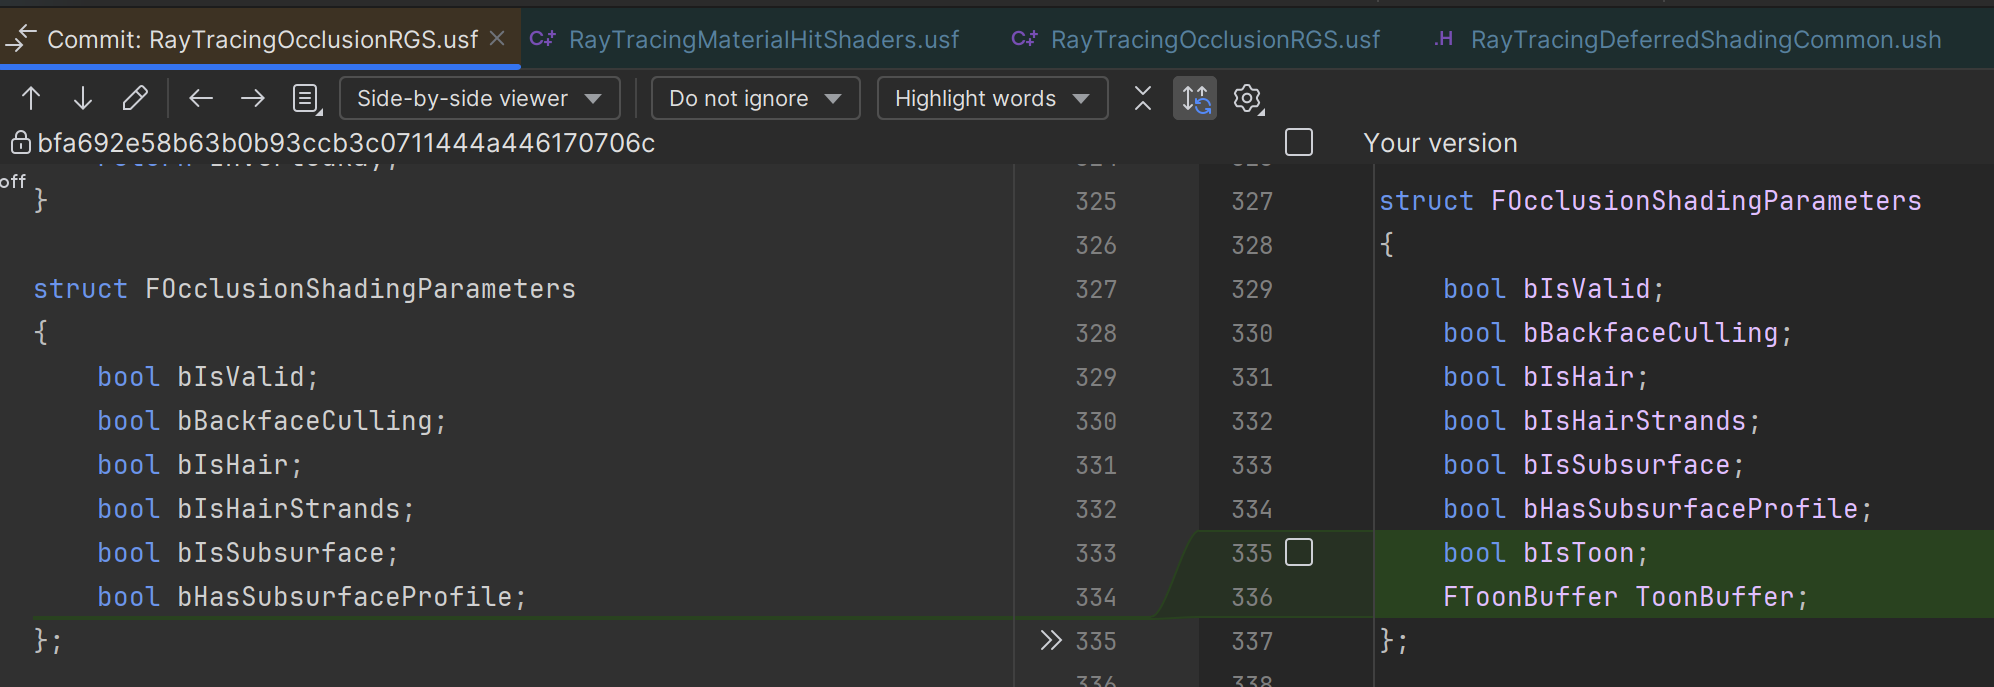 Commit: RayTracingOcclusionRGS.usf
RayTracingMaterialHitShaders.usf
RayTracingOcclusionRGS.usf
.H RayTracingDeferredShadingCommon.ush
Side-by-side viewer
Do not ignore
Highlight words
bfa692e58b63b0b93ccb3c0711444a446170706c
Your version
off
}
325
326
struct FOcclusionShadingParameters 327
{ 328
bool bIsValid; 329
bool bBackfaceCulling; 330
bool bIsHair; 331
bool bIsHairStrands; 332
bool bIsSubsurface; 333
bool bHasSubsurfaceProfile; 334
}; 335
336
327 struct FOcclusionShadingParameters
328 {
329 bool bIsValid;
330 bool bBackfaceCulling;
331 bool bIsHair;
332 bool bIsHairStrands;
333 bool bIsSubsurface;
334 bool bHasSubsurfaceProfile;
335 bool bIsToon;
336 FToonBuffer ToonBuffer;
337 };
338